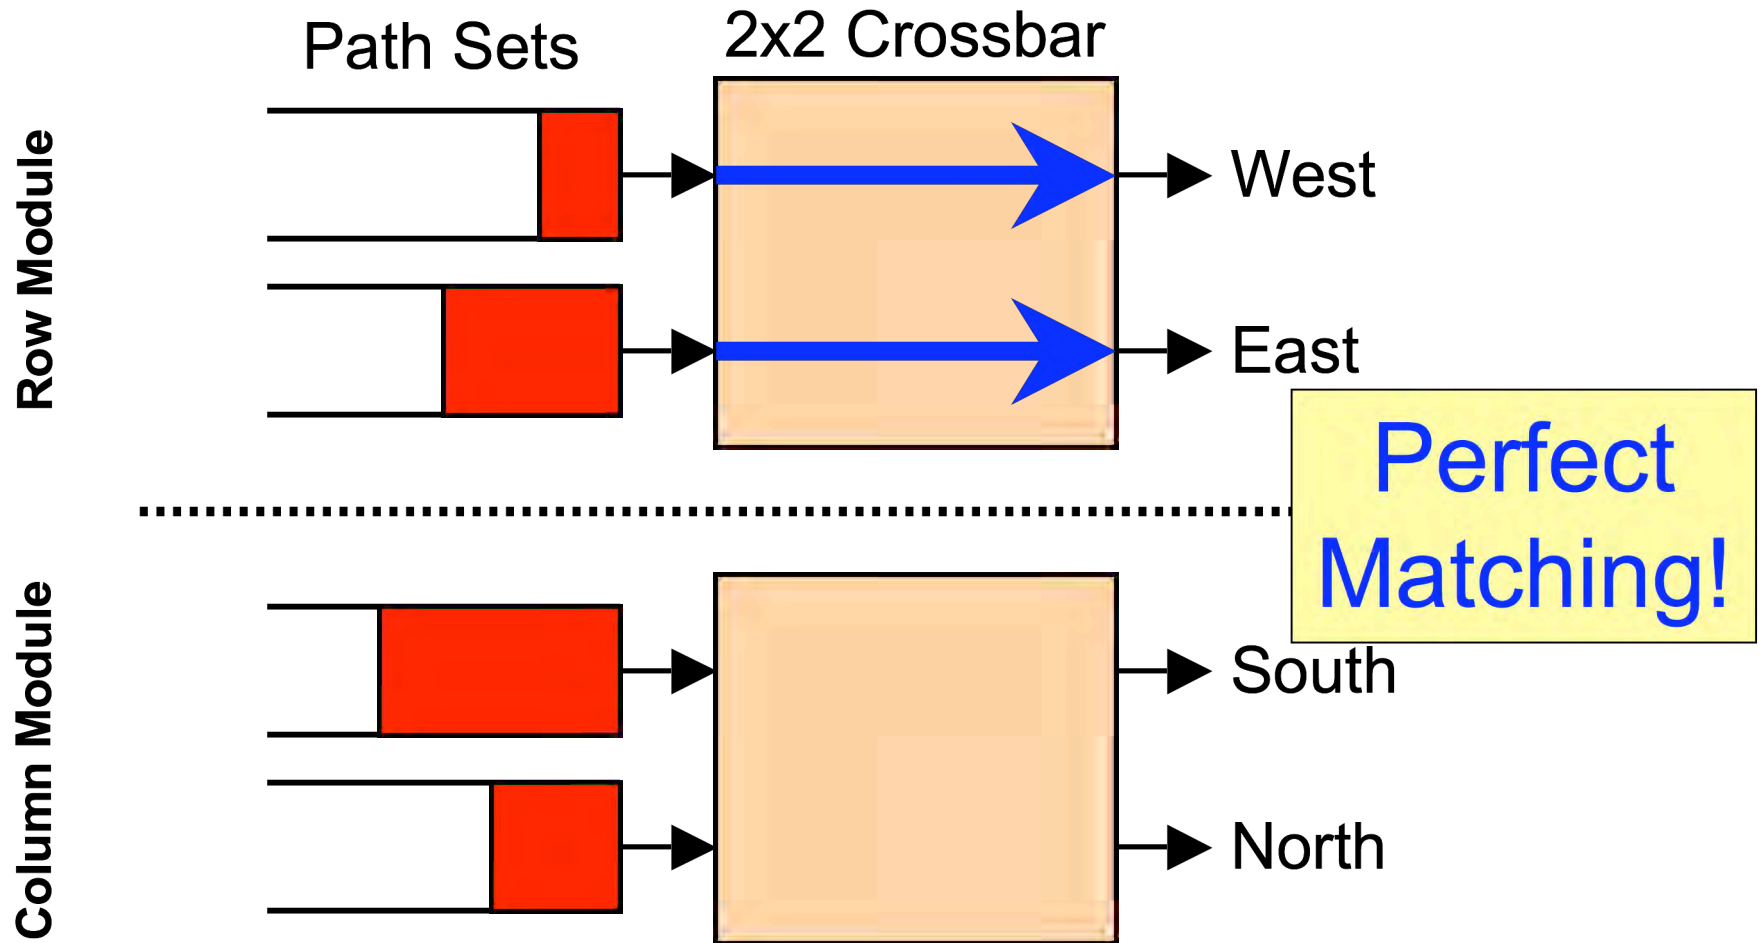 Path Sets
2x2 Crossbar
Row Module
West
East
Perfect
Matching!
Column Module
South
North